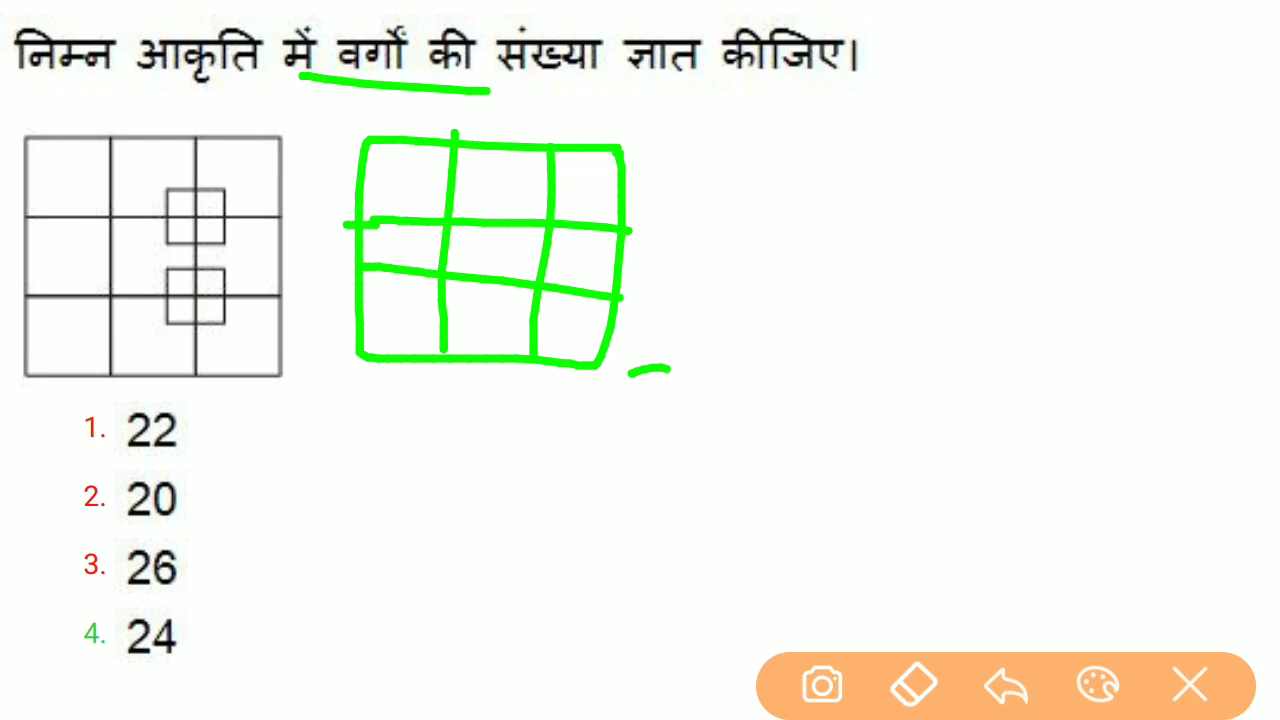 निम्न आकृति में वर्गों की संख्या ज्ञात कीजिए।
1. 22
2. 20
3. 26
4. 24